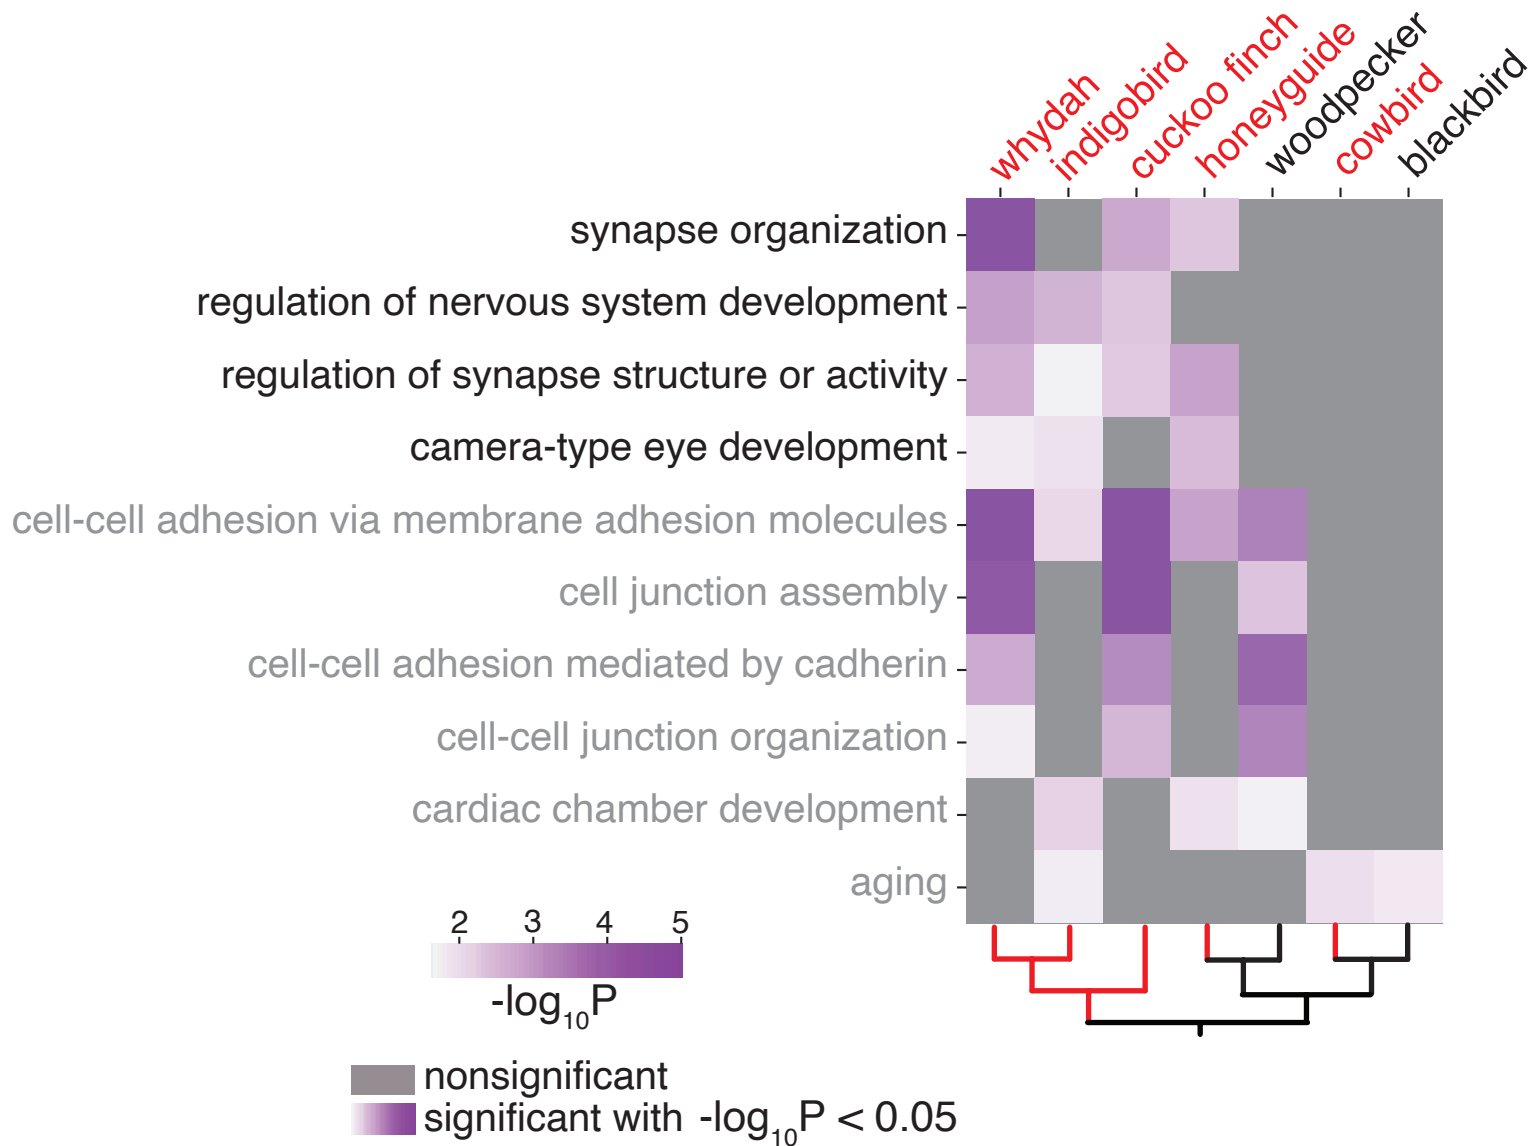 whydah
indigobird
cuckoo finch
honeyguide
woodpecker
cowbird
blackbird
synapse organization
regulation of nervous system development
regulation of synapse structure or activity
camera-type eye development
cell-cell adhesion via membrane adhesion molecules
cell junction assembly
cell-cell adhesion mediated by cadherin
cell-cell junction organization
cardiac chamber development
aging
2 3 4 5
-log10P
nonsignificant
significant with -log10P < 0.05